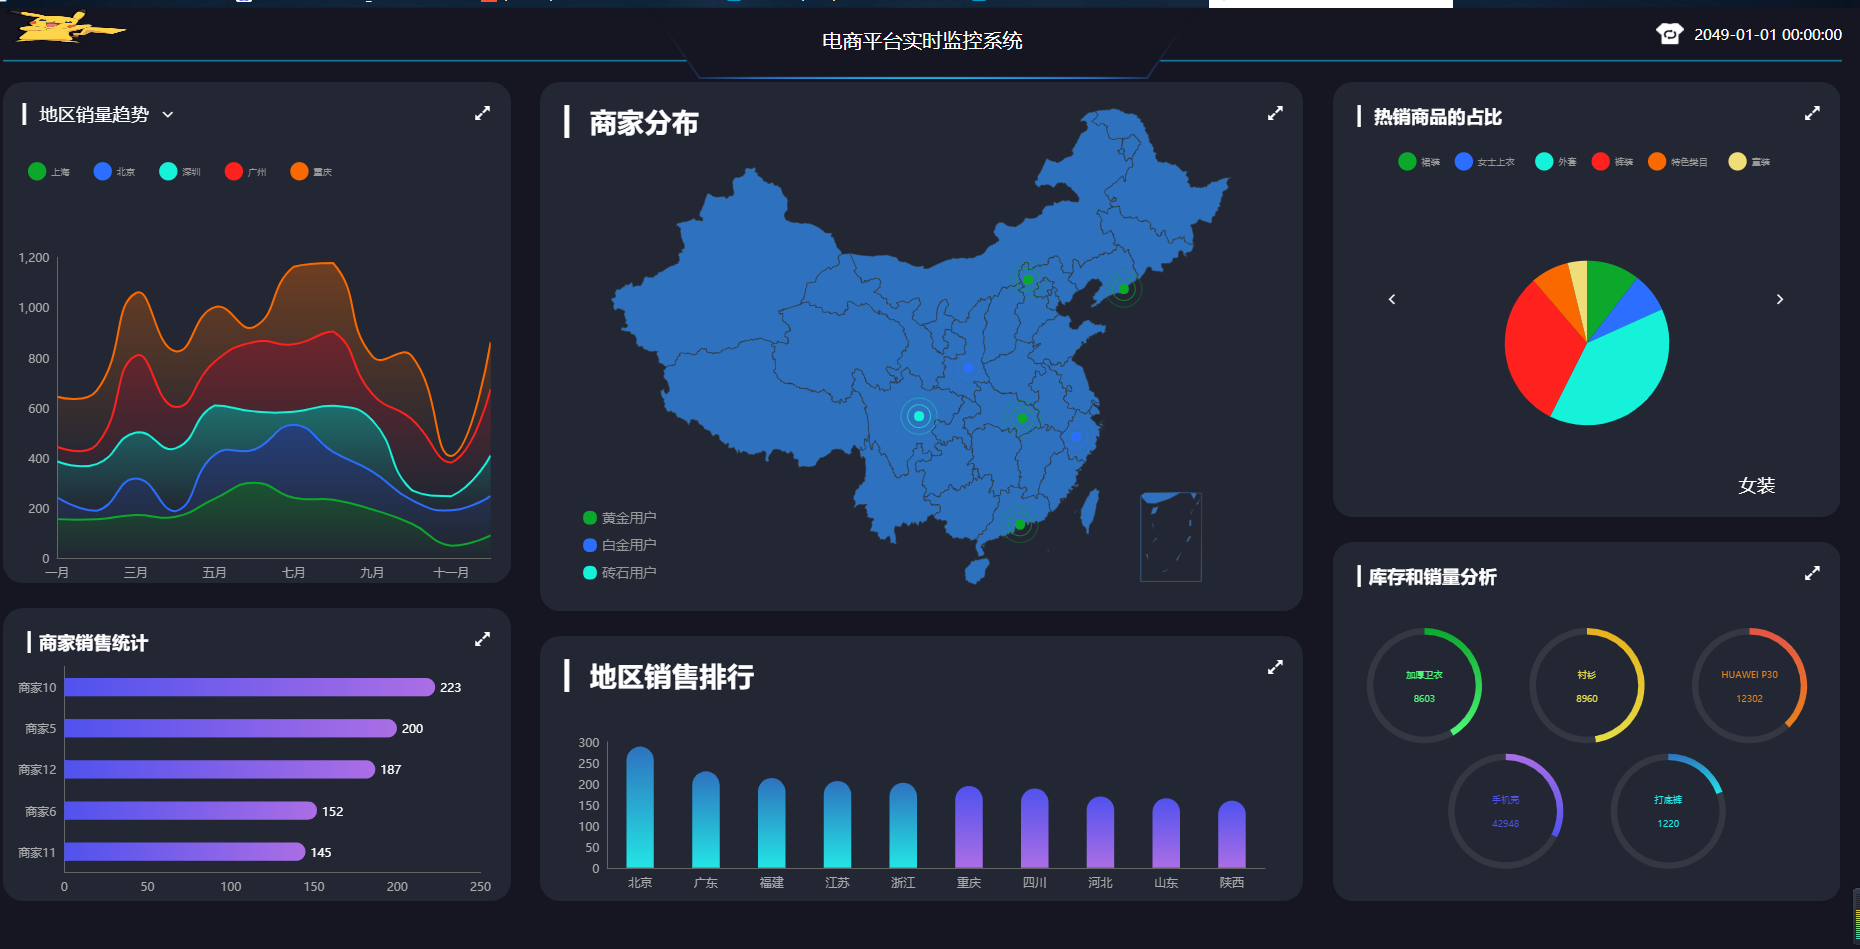 电商平台实时监控系统
2049-01-01 00:00:00
地区销量趋势
上海 北京 深圳 广州 重庆
1,200
1,000
800
600
400
200
0
一月 三月 五月 七月 九月 十一月
商家销售统计
商家10 223
商家5 200
商家12 187
商家6 152
商家11 145
0 50 100 150 200 250
商家分布
黄金用户
白金用户
砖石用户
地区销售排行
300
250
200
150
100
50
0
北京 广东 福建 江苏 浙江 重庆 四川 河北 山东 陕西
热销商品的占比
裙装 女士上衣 外套 裤装 特色类目 童装
女装
库存和销量分析
加厚卫衣
8603
衬衫
8960
HUAWEI P30
12302
手机壳
42948
打底裤
1220